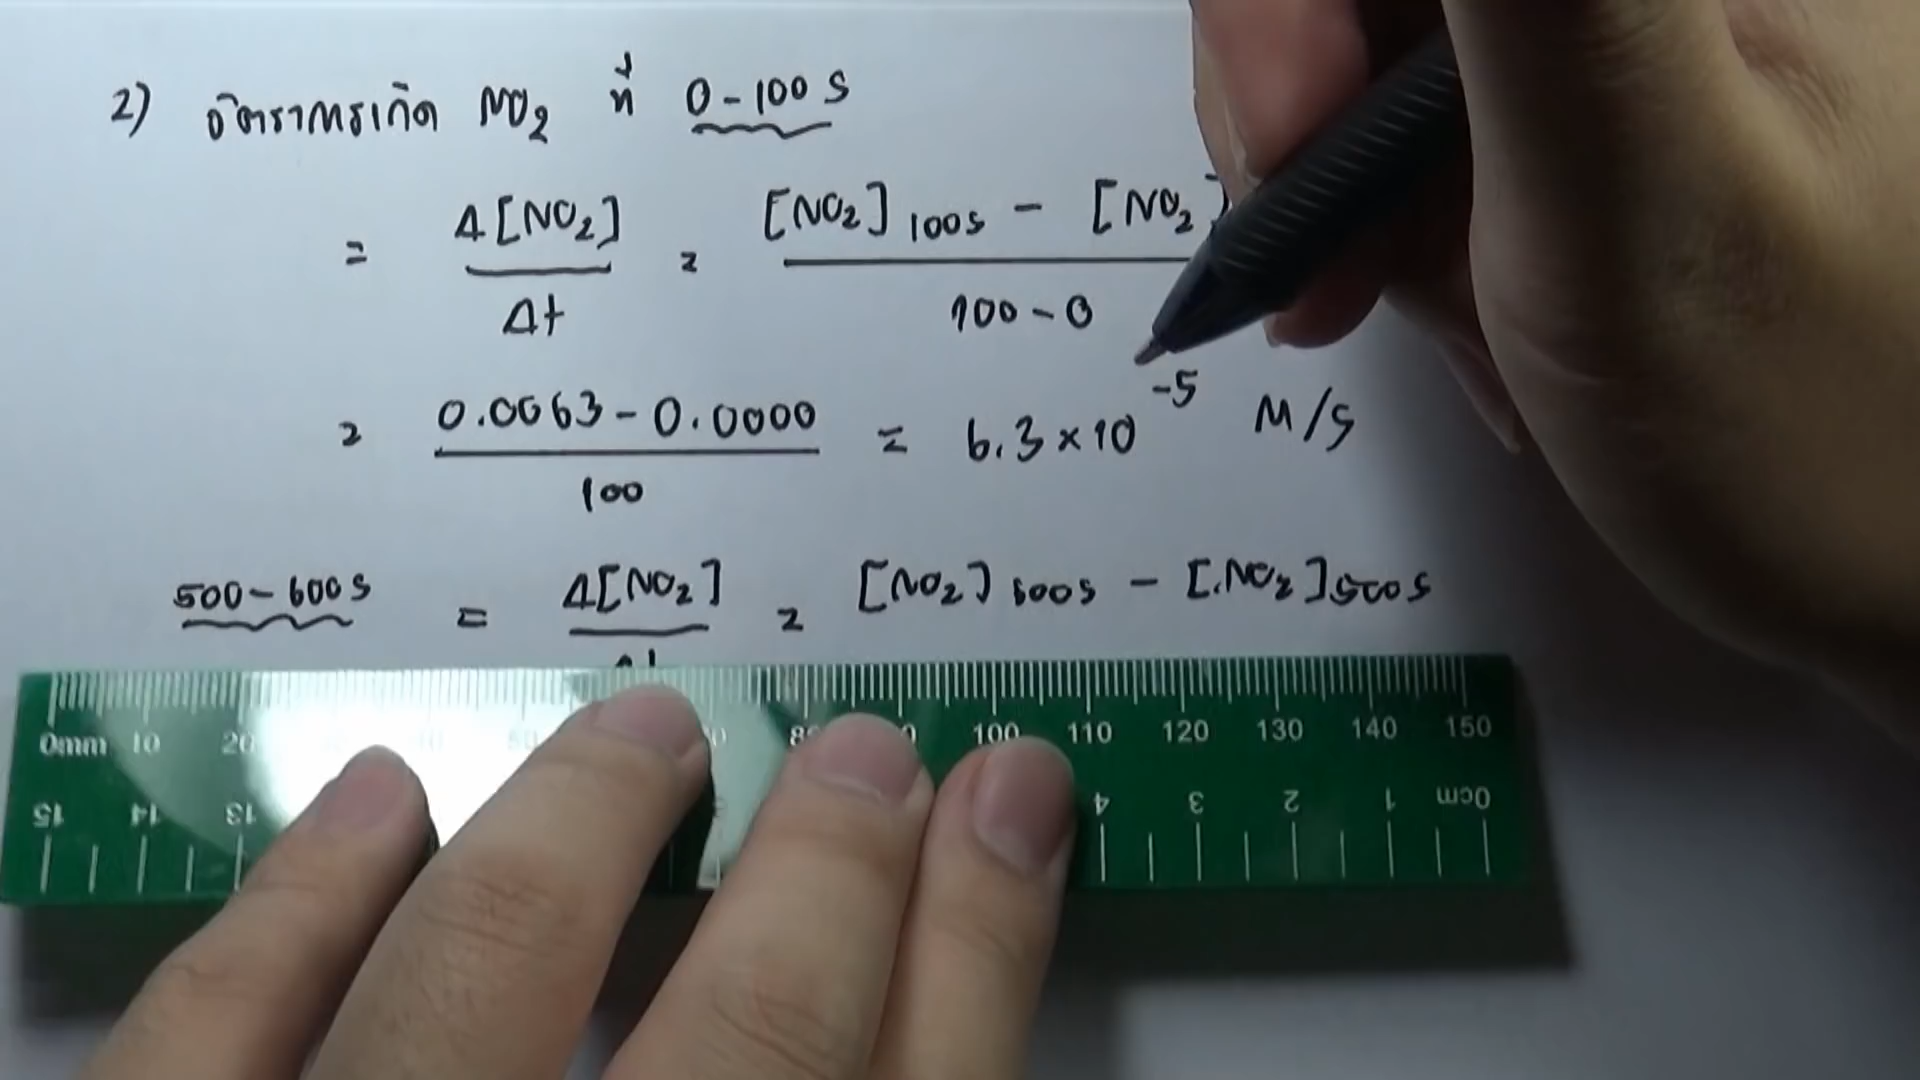 2) อัตราการเกิด NO2 ที่ 0-100 s
= Δ[NO2] = [NO2]100s - [NO2]
Δt 100-0
= 0.0063-0.0000 = 6.3×10-5 M/s
100
500-600 s = Δ[NO2] = [NO2]600s - [NO2]500s
0mm 10 20 100 110 120 130 140 150
15 14 13 4 3 2 1 0cm